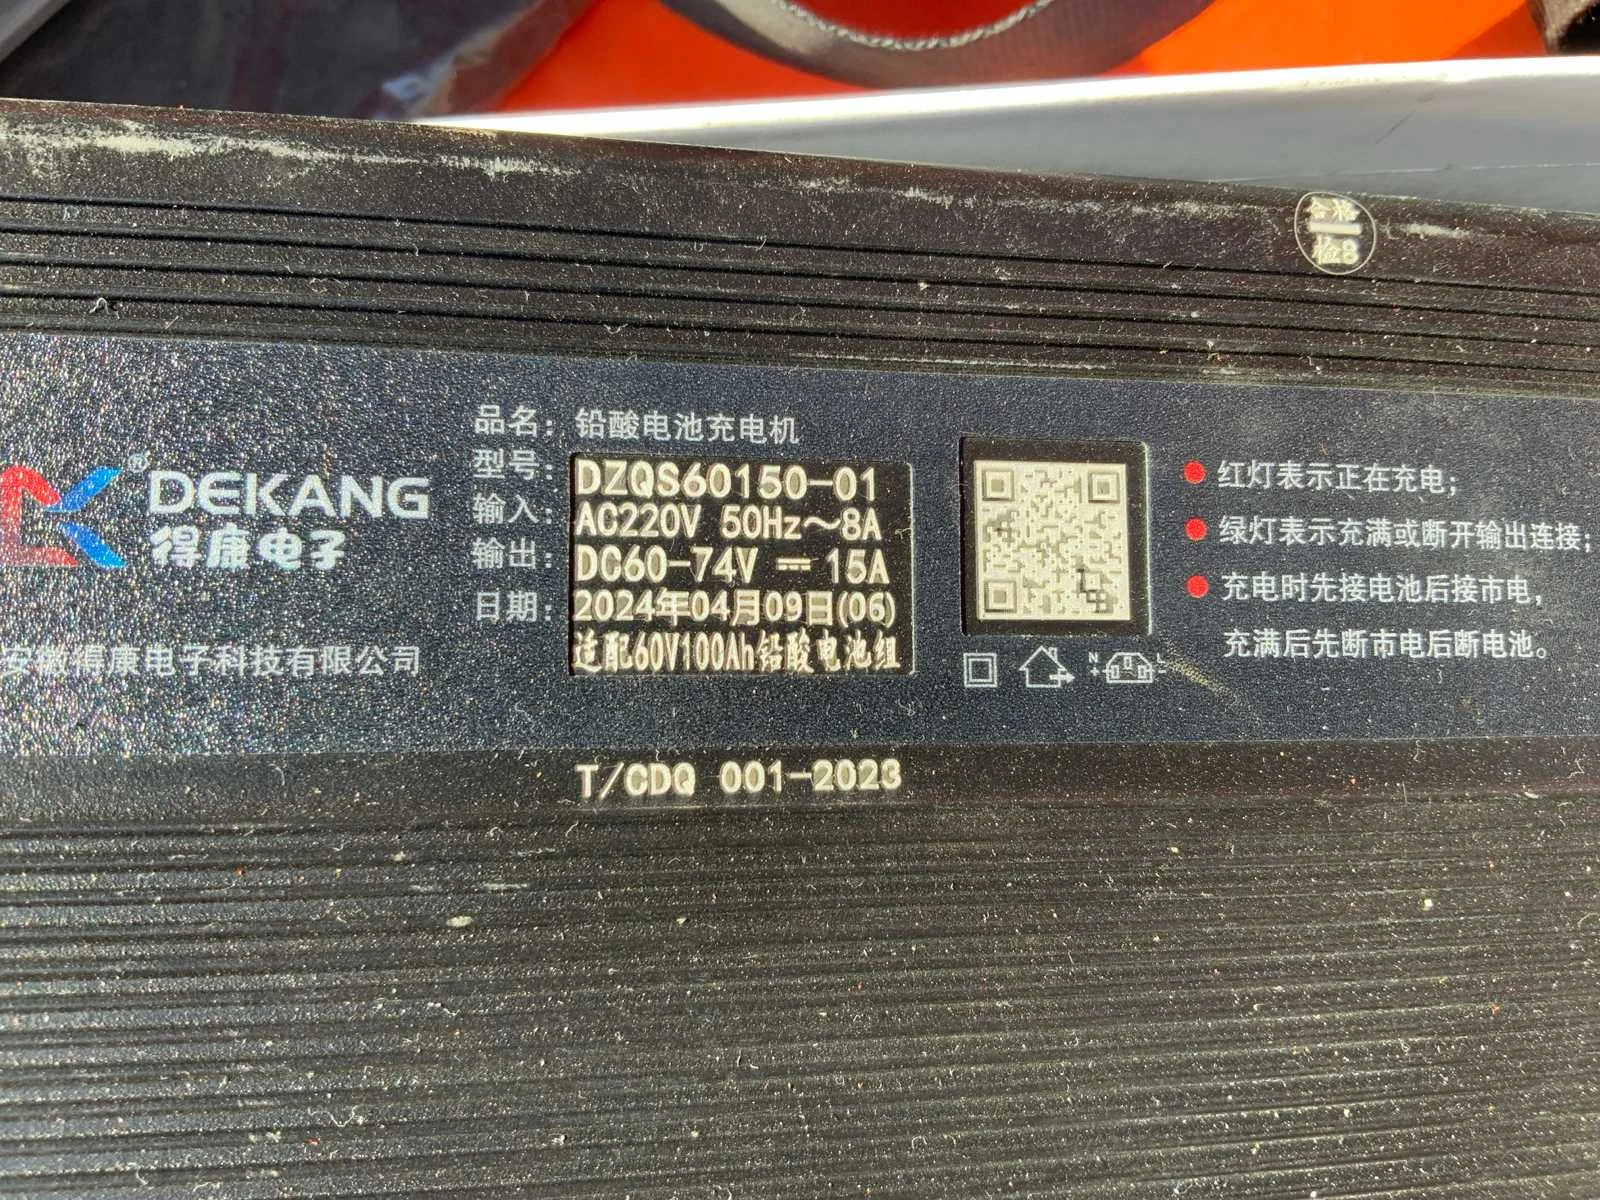 合格
检8
品名：铅酸电池充电机
型号：DZQS60150-01
输入：AC220V 50Hz～8A
输出：DC60-74V ⎓ 15A
日期：2024年04月09日(06)
适配60V100Ah铅酸电池组
®
DEKANG
得康电子
安徽得康电子科技有限公司
N L
+ -
红灯表示正在充电；
绿灯表示充满或断开输出连接；
充电时先接电池后接市电，
充满后先断市电后断电池。
T/CDQ 001-2023